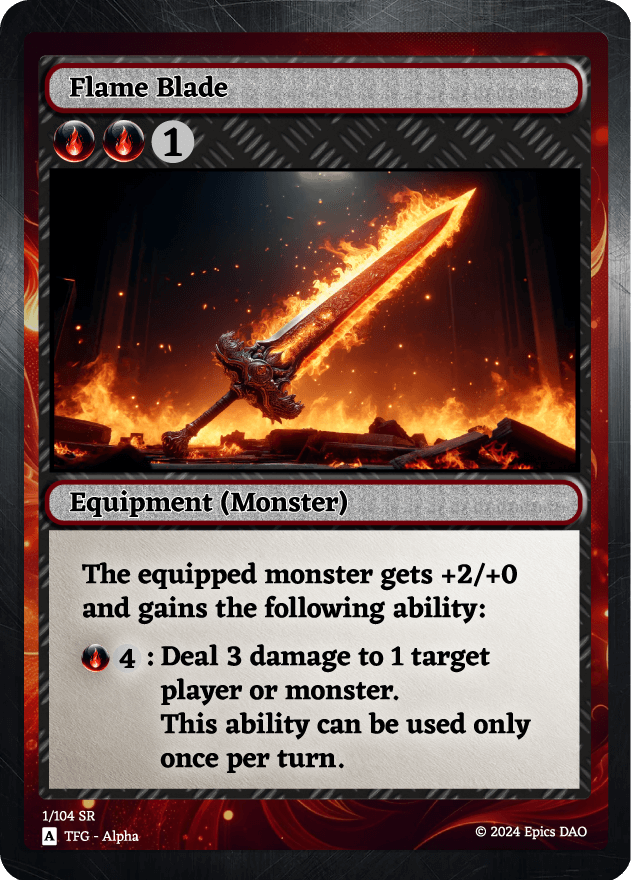 Flame Blade
1
Equipment (Monster)
The equipped monster gets +2/+0
and gains the following ability:
4 : Deal 3 damage to 1 target
player or monster.
This ability can be used only
once per turn.
1/104 SR
A TFG - Alpha
© 2024 Epics DAO